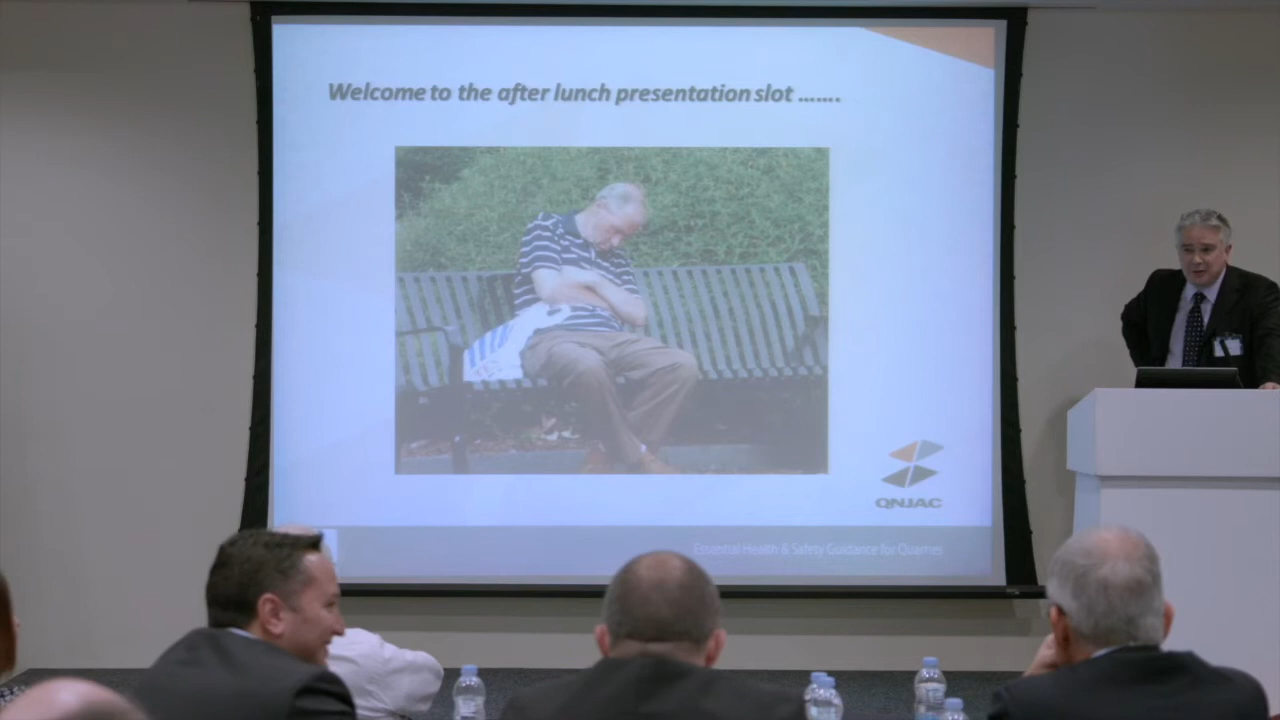 Welcome to the after lunch presentation slot .......
QNJAC
Essential Health & Safety Guidance for Quarries